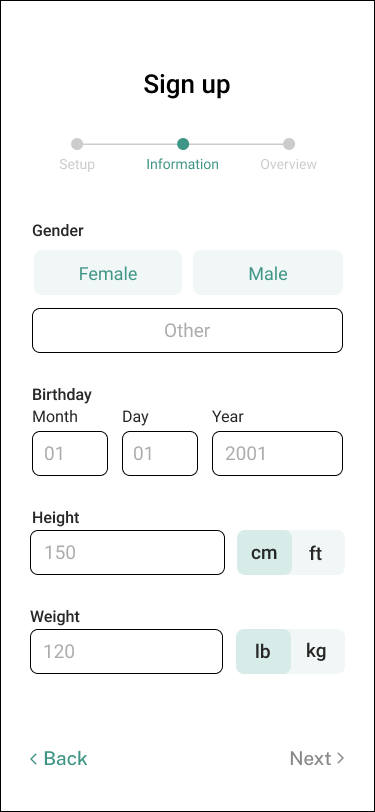 Sign up
Setup Information Overview
Gender
Female Male
Other
Birthday
Month Day Year
01 01 2001
Height
150 cm ft
Weight
120 lb kg
< Back Next >